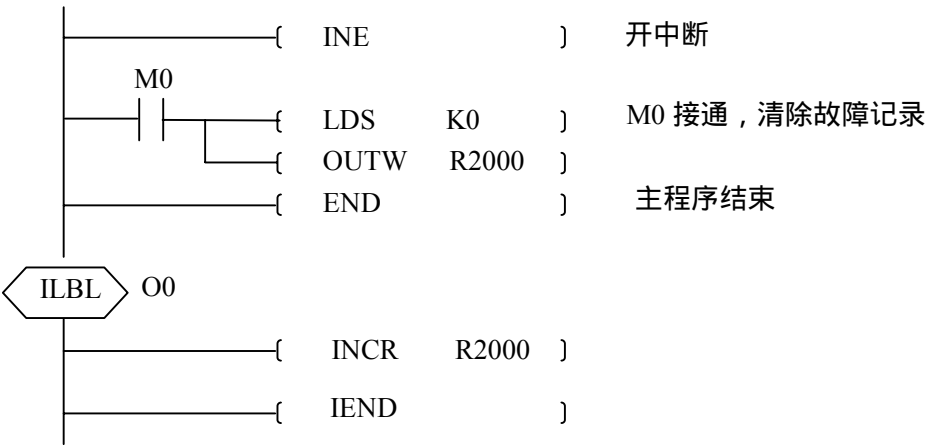 INE 开中断
M0
LDS K0 M0 接通，清除故障记录
OUTW R2000
END 主程序结束
ILBL O0
INCR R2000
IEND